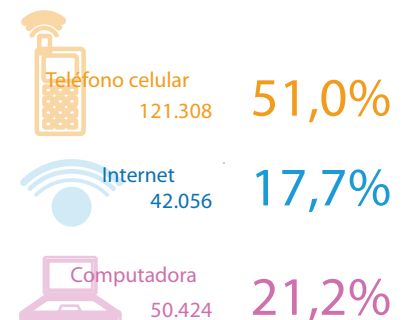 Teléfono celular
121.308
51,0%
Internet
42.056
17,7%
Computadora
50.424
21,2%